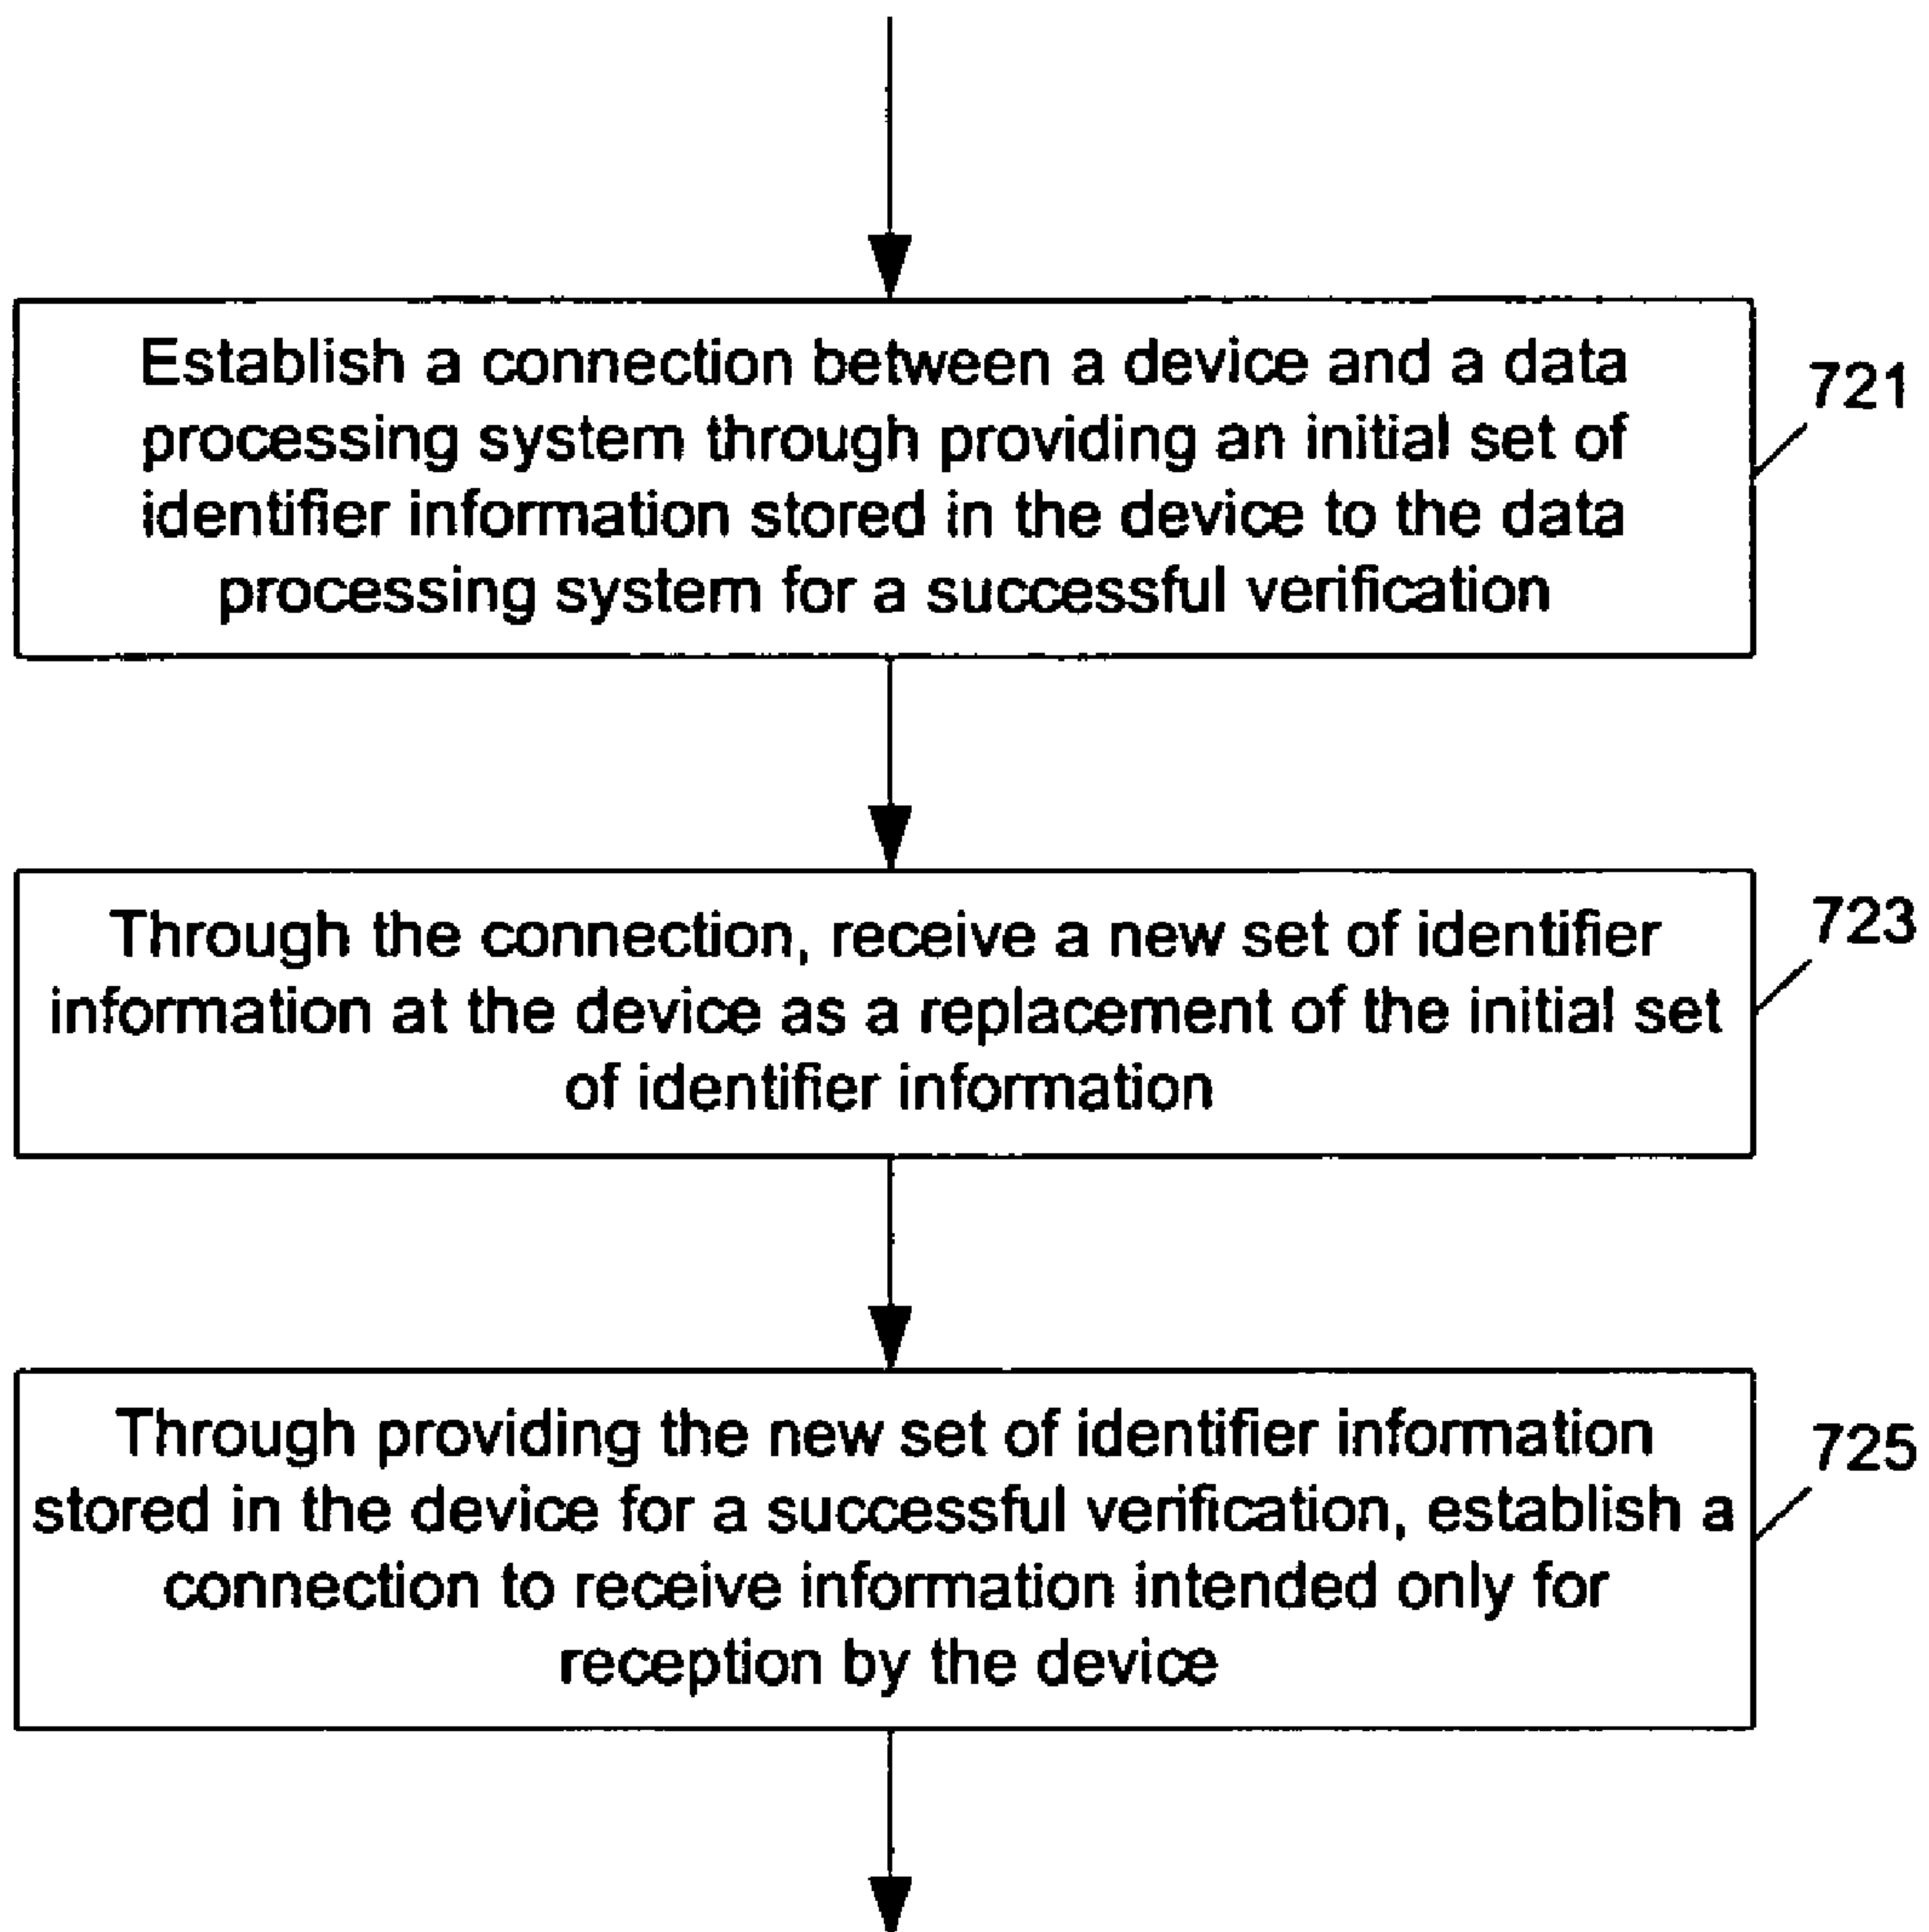 Establish a connection between a device and a data
processing system through providing an initial set of
identifier information stored in the device to the data
processing system for a successful verification
721
Through the connection, receive a new set of identifier
information at the device as a replacement of the initial set
of identifier information
723
Through providing the new set of identifier information
stored in the device for a successful verification, establish a
connection to receive information intended only for
reception by the device
725